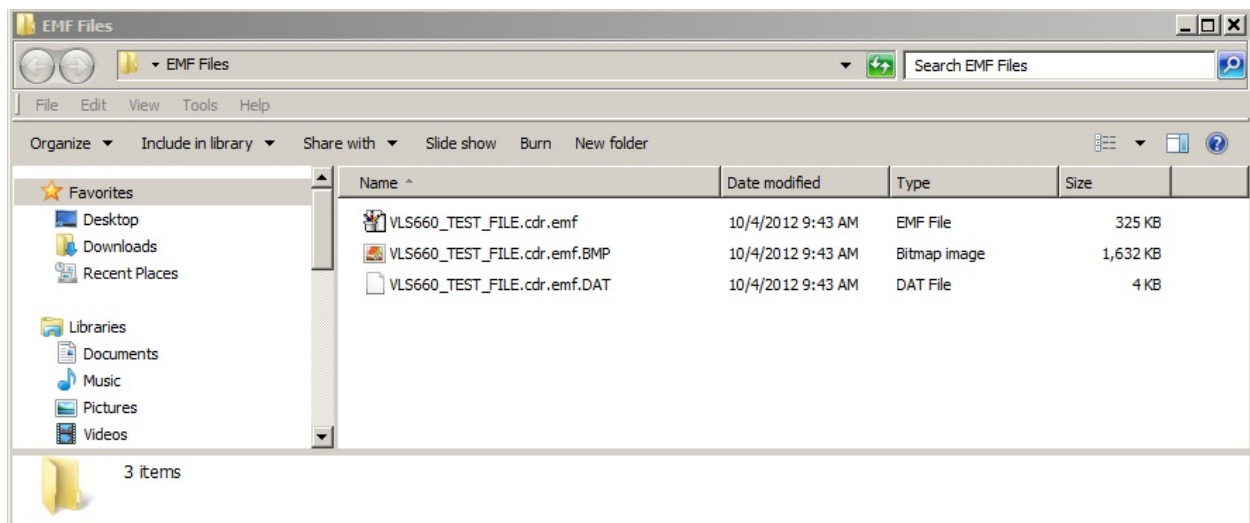 EMF Files
EMF Files Search EMF Files
File Edit View Tools Help
Organize Include in library Share with Slide show Burn New folder
Favorites
Desktop
Downloads
Recent Places
Libraries
Documents
Music
Pictures
Videos
Name Date modified Type Size
VLS660_TEST_FILE.cdr.emf 10/4/2012 9:43 AM EMF File 325 KB
VLS660_TEST_FILE.cdr.emf.BMP 10/4/2012 9:43 AM Bitmap image 1,632 KB
VLS660_TEST_FILE.cdr.emf.DAT 10/4/2012 9:43 AM DAT File 4 KB
3 items